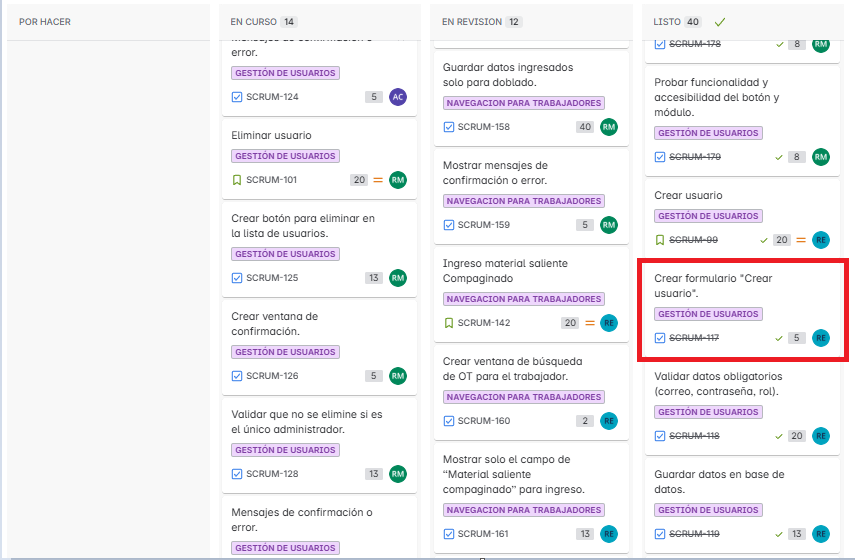 POR HACER
EN CURSO 14
Mensajes de confirmación o
error.
GESTIÓN DE USUARIOS
SCRUM-124 5 AC
Eliminar usuario
GESTIÓN DE USUARIOS
SCRUM-101 20 RM
Crear botón para eliminar en
la lista de usuarios.
GESTIÓN DE USUARIOS
SCRUM-125 13 RM
Crear ventana de
confirmación.
GESTIÓN DE USUARIOS
SCRUM-126 5 RM
Validar que no se elimine si es
el único administrador.
GESTIÓN DE USUARIOS
SCRUM-128 13 RM
Mensajes de confirmación o
error.
GESTIÓN DE USUARIOS
EN REVISION 12
Guardar datos ingresados
solo para doblado.
NAVEGACION PARA TRABAJADORES
SCRUM-158 40 RM
Mostrar mensajes de
confirmación o error.
NAVEGACION PARA TRABAJADORES
SCRUM-159 5 RM
Ingreso material saliente
Compaginado
NAVEGACION PARA TRABAJADORES
SCRUM-142 20 RE
Crear ventana de búsqueda
de OT para el trabajador.
NAVEGACION PARA TRABAJADORES
SCRUM-160 2 RE
Mostrar solo el campo de
“Material saliente
compaginado” para ingreso.
NAVEGACION PARA TRABAJADORES
SCRUM-161 13 RE
LISTO 40
SCRUM-178 8 RM
Probar funcionalidad y
accesibilidad del botón y
módulo.
GESTIÓN DE USUARIOS
SCRUM-179 8 RM
Crear usuario
GESTIÓN DE USUARIOS
SCRUM-99 20 RE
Crear formulario "Crear
usuario".
GESTIÓN DE USUARIOS
SCRUM-117 5 RE
Validar datos obligatorios
(correo, contraseña, rol).
GESTIÓN DE USUARIOS
SCRUM-118 20 RE
Guardar datos en base de
datos.
GESTIÓN DE USUARIOS
SCRUM-119 13 RE